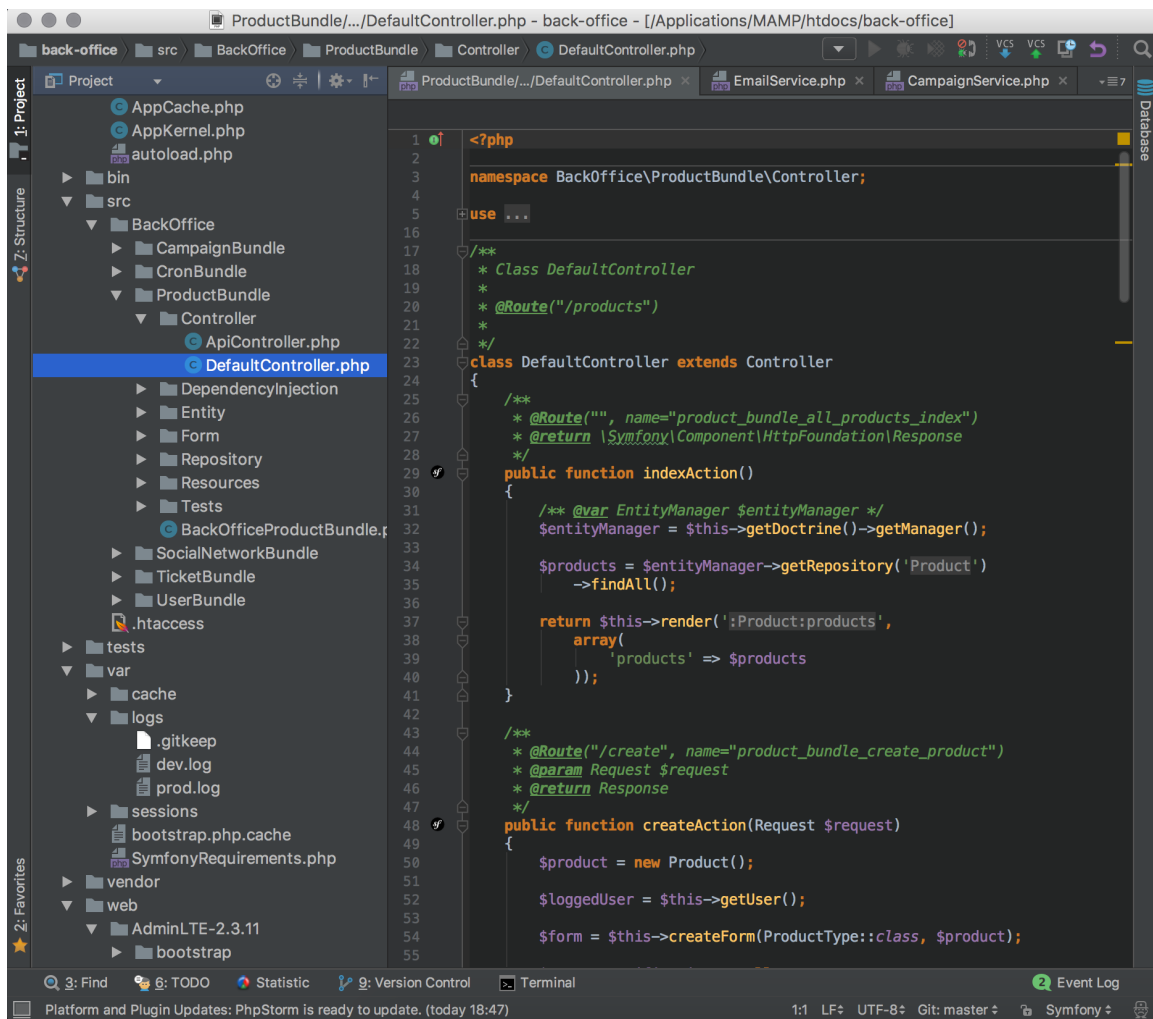 ProductBundle/.../DefaultController.php - back-office - [/Applications/MAMP/htdocs/back-office]
back-office src BackOffice ProductBundle Controller DefaultController.php VCS VCS
Project
ProductBundle/.../DefaultController.php × EmailService.php × CampaignService.php × 7
1: Project
Z: Structure
2: Favorites
AppCache.php
AppKernel.php
autoload.php
bin
src
BackOffice
CampaignBundle
CronBundle
ProductBundle
Controller
ApiController.php
DefaultController.php
DependencyInjection
Entity
Form
Repository
Resources
Tests
BackOfficeProductBundle.p
SocialNetworkBundle
TicketBundle
UserBundle
.htaccess
tests
var
cache
logs
.gitkeep
dev.log
prod.log
sessions
bootstrap.php.cache
SymfonyRequirements.php
vendor
web
AdminLTE-2.3.11
bootstrap
1 <?php
2
3 namespace BackOffice\ProductBundle\Controller;
4
5 use ...
16
17 /**
18 * Class DefaultController
19 *
20 * @Route("/products")
21 *
22 */
23 class DefaultController extends Controller
24 {
25 /**
26 * @Route("", name="product_bundle_all_products_index")
27 * @return \Symfony\Component\HttpFoundation\Response
28 */
29 public function indexAction()
30 {
31 /** @var EntityManager $entityManager */
32 $entityManager = $this->getDoctrine()->getManager();
33
34 $products = $entityManager->getRepository('Product')
35 ->findAll();
36
37 return $this->render(':Product:products',
38 array(
39 'products' => $products
40 ));
41 }
42
43 /**
44 * @Route("/create", name="product_bundle_create_product")
45 * @param Request $request
46 * @return Response
47 */
48 public function createAction(Request $request)
49 {
50 $product = new Product();
51
52 $loggedUser = $this->getUser();
53
54 $form = $this->createForm(ProductType::class, $product);
55
Database
3: Find 6: TODO Statistic 9: Version Control Terminal 2 Event Log
Platform and Plugin Updates: PhpStorm is ready to update. (today 18:47) 1:1 LF UTF-8 Git: master Symfony